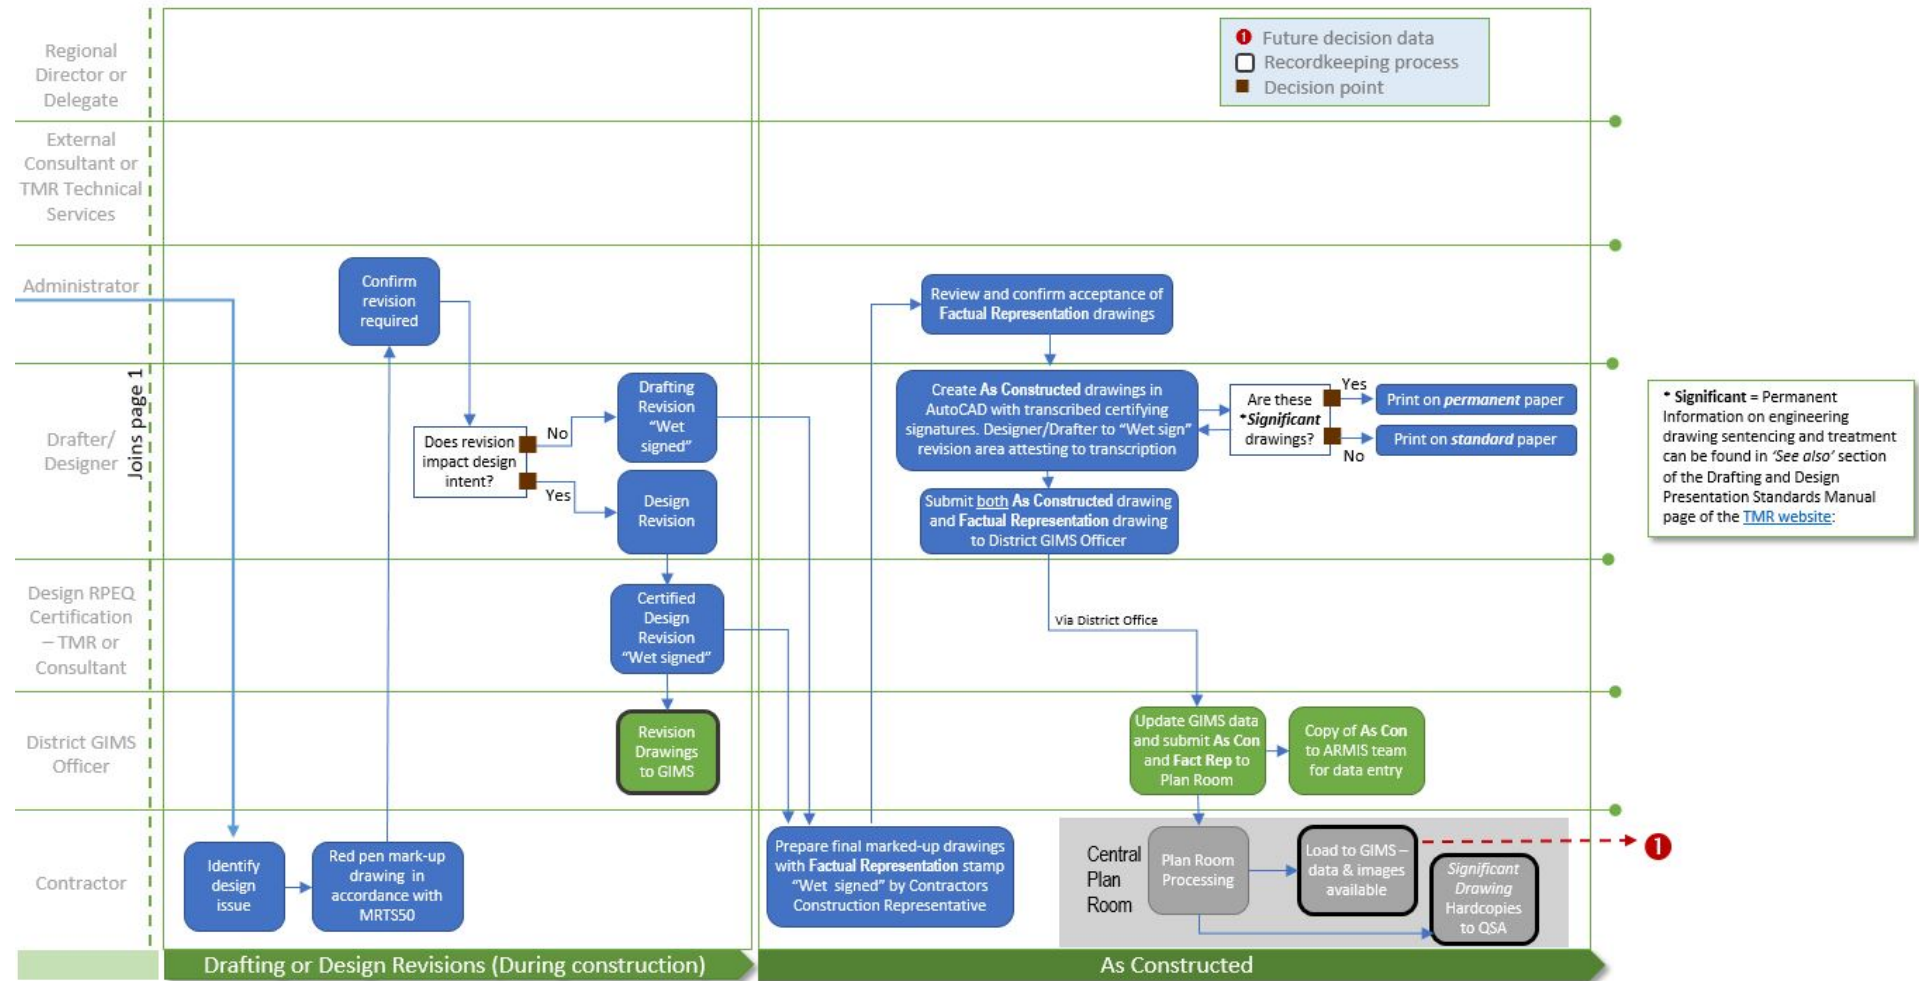 Regional
Director or
Delegate
External
Consultant or
TMR Technical
Services
Administrator
Joins page 1
Drafter/
Designer
Design RPEQ
Certification
– TMR or
Consultant
District GIMS
Officer
Contractor
❶ Future decision data
Recordkeeping process
Decision point
Identify
design
issue
Red pen mark-up
drawing in
accordance with
MRTS50
Confirm
revision
required
Does revision
impact design
intent?
No
Yes
Drafting
Revision
“Wet
signed”
Design
Revision
Certified
Design
Revision
“Wet signed”
Revision
Drawings
to GIMS
Prepare final marked-up drawings
with Factual Representation stamp
“Wet signed” by Contractors
Construction Representative
Review and confirm acceptance of
Factual Representation drawings
Create As Constructed drawings in
AutoCAD with transcribed certifying
signatures. Designer/Drafter to “Wet sign”
revision area attesting to transcription
Are these
*Significant
drawings?
Yes
No
Print on permanent paper
Print on standard paper
Submit both As Constructed drawing
and Factual Representation drawing
to District GIMS Officer
Via District Office
Update GIMS data
and submit As Con
and Fact Rep to
Plan Room
Copy of As Con
to ARMIS team
for data entry
Central
Plan
Room
Plan Room
Processing
Load to GIMS –
data & images
available
Significant
Drawing
Hardcopies
to QSA
❶
* Significant = Permanent
Information on engineering
drawing sentencing and treatment
can be found in ‘See also’ section
of the Drafting and Design
Presentation Standards Manual
page of the TMR website:
Drafting or Design Revisions (During construction)
As Constructed